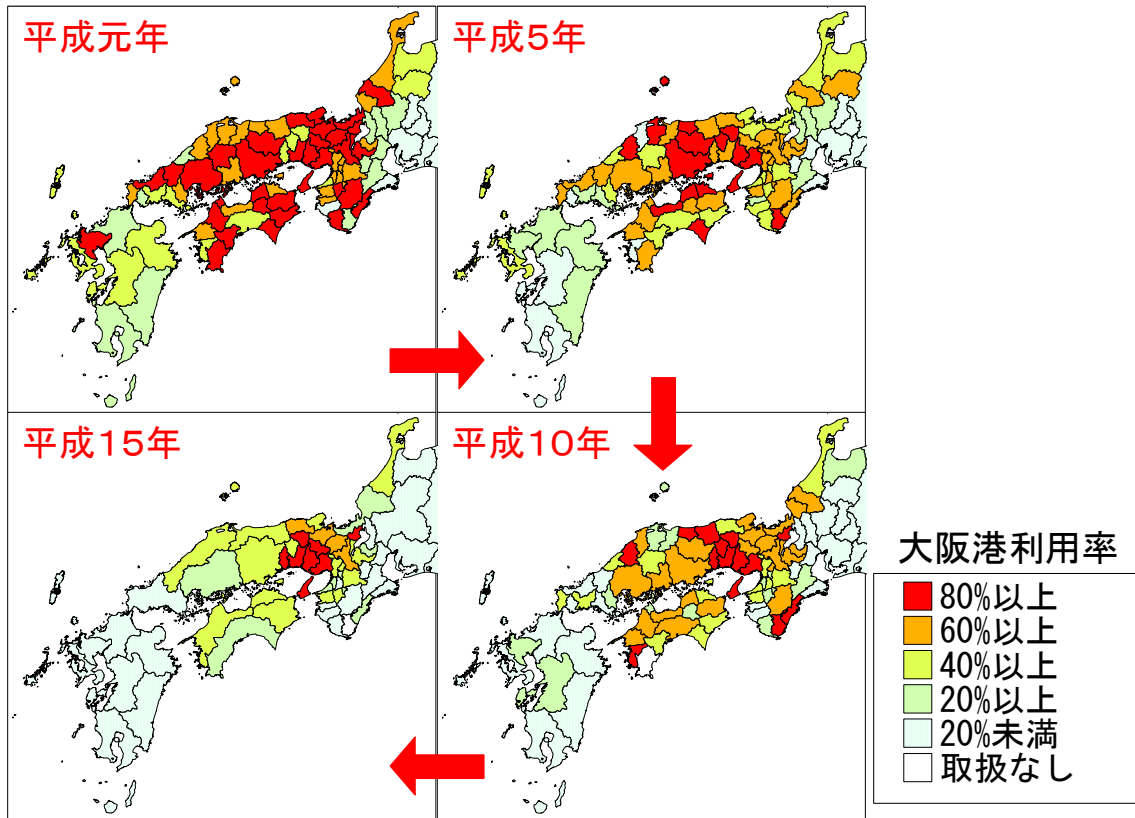 平成元年
平成5年
平成15年
平成10年
大阪港利用率
80%以上
60%以上
40%以上
20%以上
20%未満
取扱なし